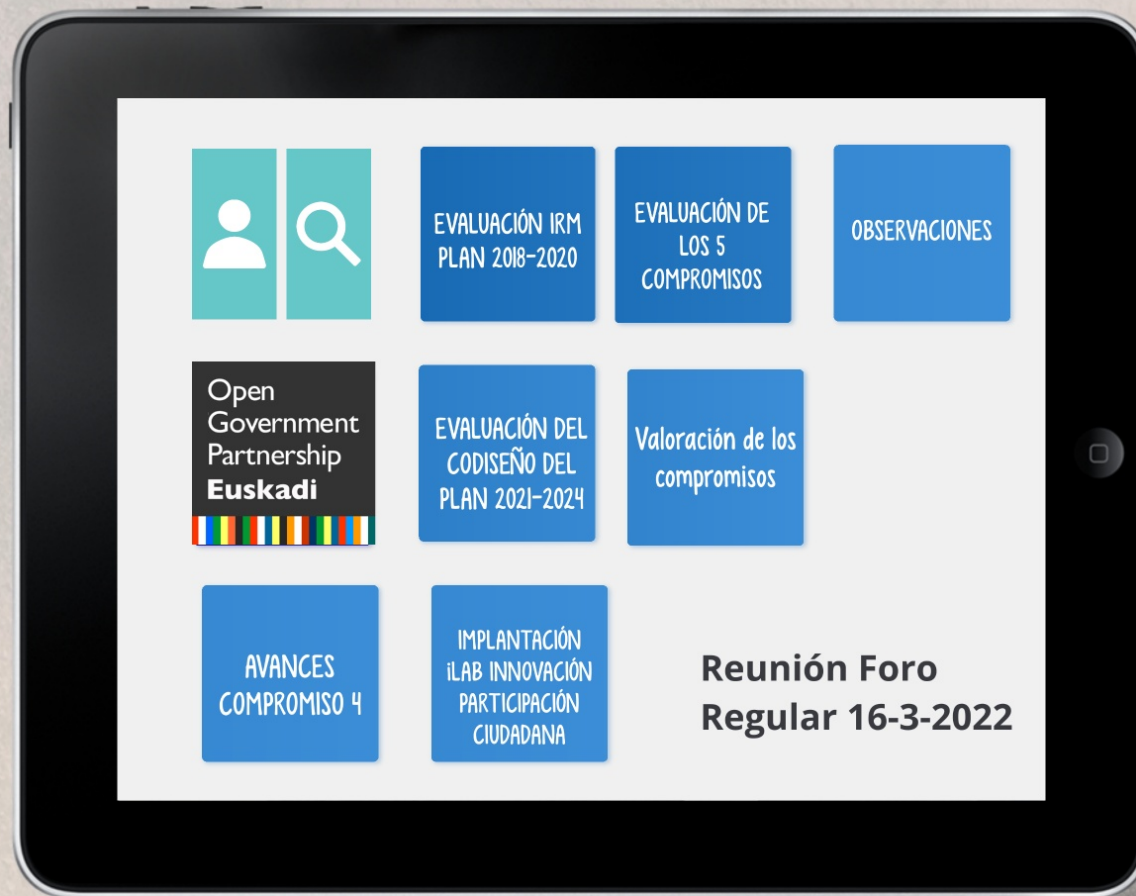 EVALUACIÓN IRM
PLAN 2018-2020
EVALUACIÓN DE
LOS 5
COMPROMISOS
OBSERVACIONES
Open
Government
Partnership
Euskadi
EVALUACIÓN DEL
CODISEÑO DEL
PLAN 2021-2024
Valoración de los
compromisos
AVANCES
COMPROMISO 4
IMPLANTACIÓN
iLAB INNOVACIÓN
PARTICIPACIÓN
CIUDADANA
Reunión Foro
Regular 16-3-2022